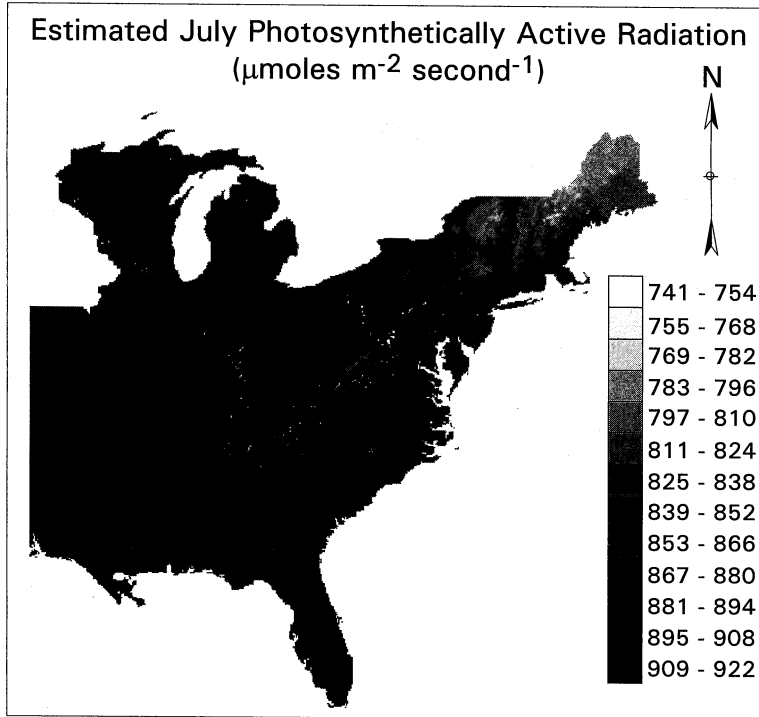 Estimated July Photosynthetically Active Radiation
(μmoles m-2 second-1)
N
741 - 754
755 - 768
769 - 782
783 - 796
797 - 810
811 - 824
825 - 838
839 - 852
853 - 866
867 - 880
881 - 894
895 - 908
909 - 922